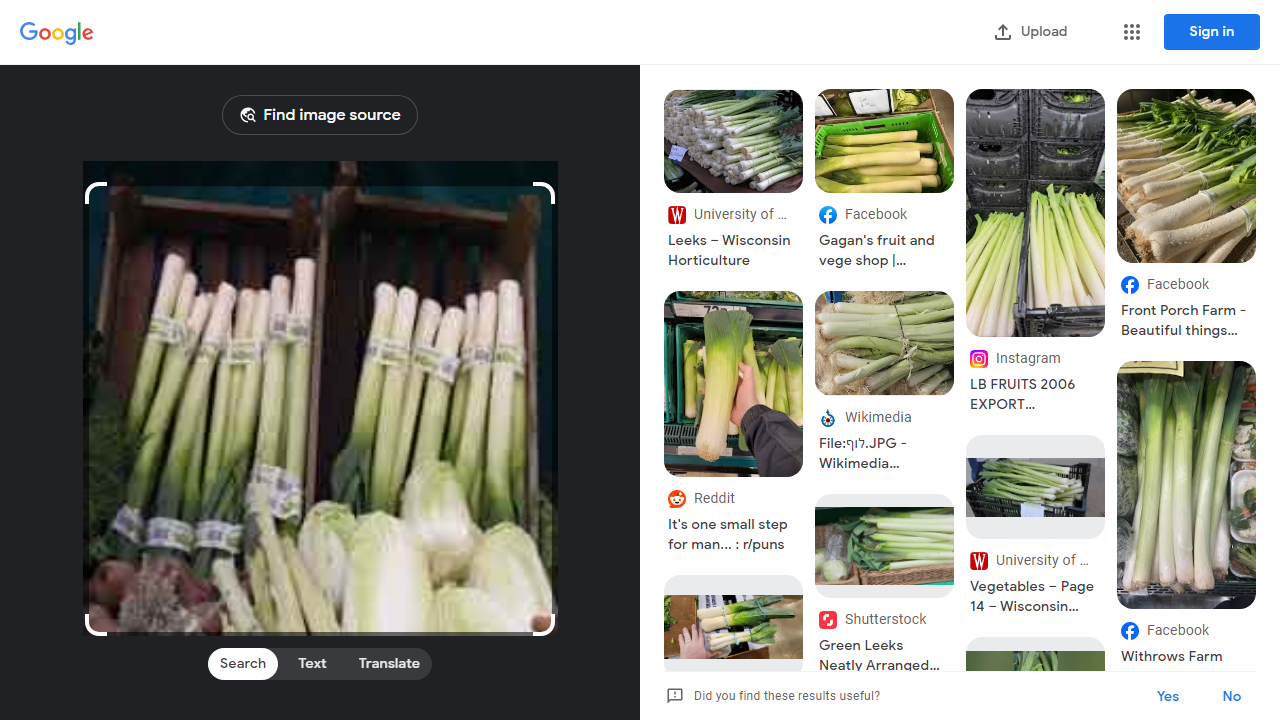 Google
Upload
Sign in
Find image source
Search
Text
Translate
University of ...
Leeks – Wisconsin
Horticulture
Facebook
Gagan's fruit and
vege shop |...
Instagram
LB FRUITS 2006
EXPORT...
Facebook
Front Porch Farm -
Beautiful things...
Reddit
It's one small step
for man... : r/puns
Wikimedia
File:לוף.JPG -
Wikimedia...
University of ...
Vegetables – Page
14 – Wisconsin...
Shutterstock
Green Leeks
Neatly Arranged...
Facebook
Withrows Farm
Did you find these results useful?
Yes
No